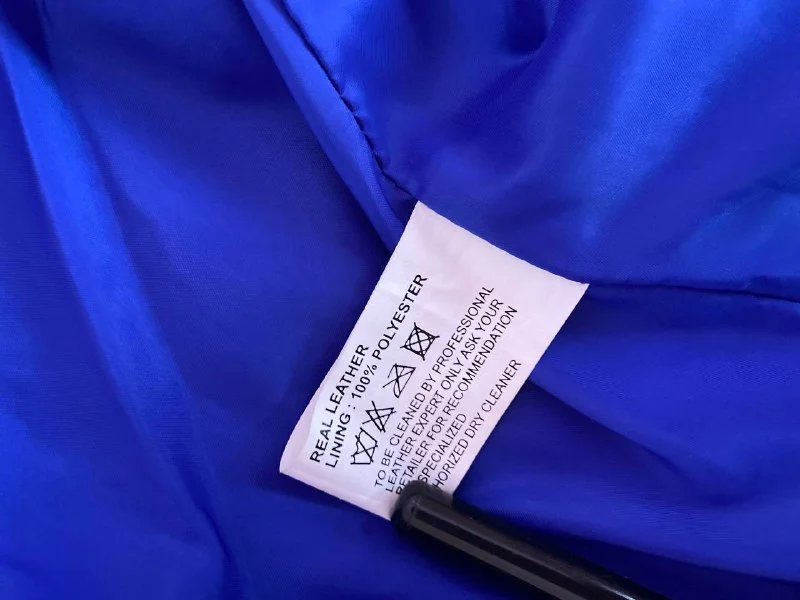 REAL LEATHER
LINING : 100% POLYESTER
TO BE CLEANED BY PROFESSIONAL
LEATHER EXPERT ONLY ASK YOUR
RETAILER FOR RECOMMENDATION
SPECIALIZED
HORIZED DRY CLEANER